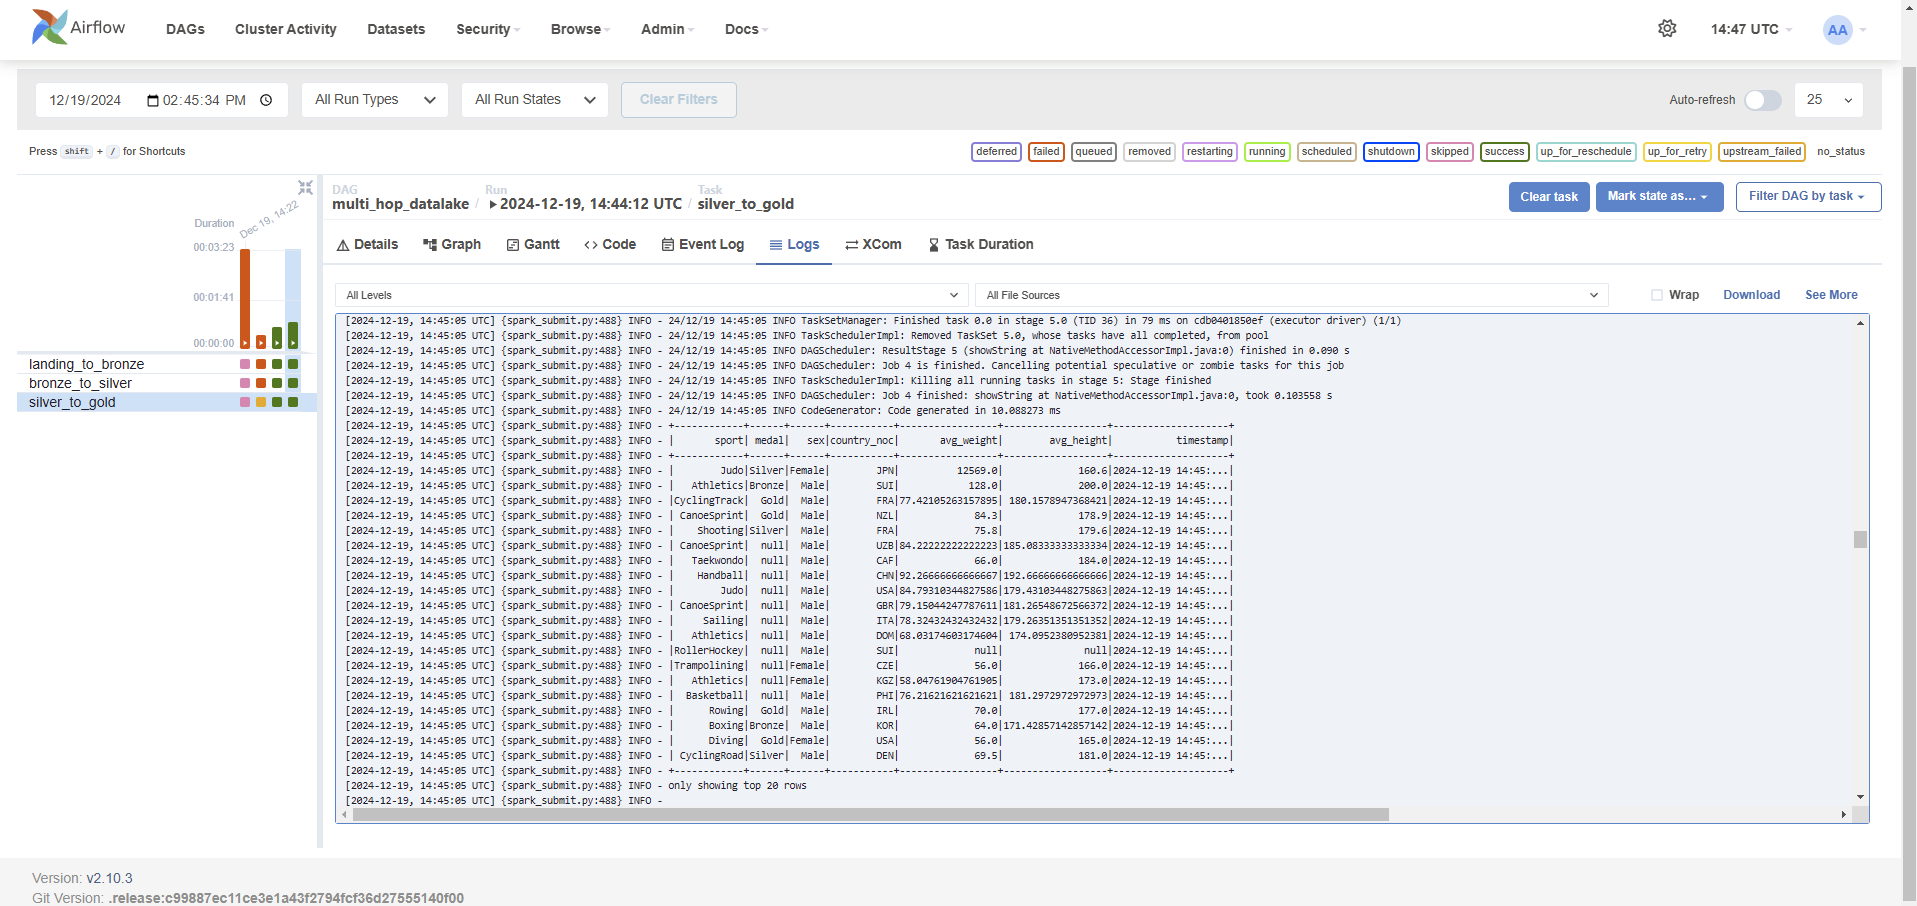 Airflow DAGs Cluster Activity Datasets Security Browse Admin Docs 14:47 UTC AA
12/19/2024 02:45:34 PM All Run Types All Run States Clear Filters Auto-refresh 25
Press shift + / for Shortcuts deferred failed queued removed restarting running scheduled shutdown skipped success up_for_reschedule up_for_retry upstream_failed no_status
Duration
Dec 19, 14:22
00:03:23
00:01:41
00:00:00
landing_to_bronze
bronze_to_silver
silver_to_gold
DAG Run Task
multi_hop_datalake / 2024-12-19, 14:44:12 UTC / silver_to_gold
Clear task Mark state as... Filter DAG by task
Details Graph Gantt Code Event Log Logs XCom Task Duration
All Levels All File Sources Wrap Download See More
[2024-12-19, 14:45:05 UTC] {spark_submit.py:488} INFO - 24/12/19 14:45:05 INFO TaskSetManager: Finished task 0.0 in stage 5.0 (TID 36) in 79 ms on cdb0401850ef (executor driver) (1/1)
[2024-12-19, 14:45:05 UTC] {spark_submit.py:488} INFO - 24/12/19 14:45:05 INFO TaskSchedulerImpl: Removed TaskSet 5.0, whose tasks have all completed, from pool
[2024-12-19, 14:45:05 UTC] {spark_submit.py:488} INFO - 24/12/19 14:45:05 INFO DAGScheduler: ResultStage 5 (showString at NativeMethodAccessorImpl.java:0) finished in 0.090 s
[2024-12-19, 14:45:05 UTC] {spark_submit.py:488} INFO - 24/12/19 14:45:05 INFO DAGScheduler: Job 4 is finished. Cancelling potential speculative or zombie tasks for this job
[2024-12-19, 14:45:05 UTC] {spark_submit.py:488} INFO - 24/12/19 14:45:05 INFO TaskSchedulerImpl: Killing all running tasks in stage 5: Stage finished
[2024-12-19, 14:45:05 UTC] {spark_submit.py:488} INFO - 24/12/19 14:45:05 INFO DAGScheduler: Job 4 finished: showString at NativeMethodAccessorImpl.java:0, took 0.103558 s
[2024-12-19, 14:45:05 UTC] {spark_submit.py:488} INFO - 24/12/19 14:45:05 INFO CodeGenerator: Code generated in 10.088273 ms
[2024-12-19, 14:45:05 UTC] {spark_submit.py:488} INFO - +------------+------+------+-----------+-----------------+------------------+--------------------+
[2024-12-19, 14:45:05 UTC] {spark_submit.py:488} INFO - | sport| medal| sex|country_noc| avg_weight| avg_height| timestamp|
[2024-12-19, 14:45:05 UTC] {spark_submit.py:488} INFO - +------------+------+------+-----------+-----------------+------------------+--------------------+
[2024-12-19, 14:45:05 UTC] {spark_submit.py:488} INFO - | Judo|Silver|Female| JPN| 12569.0| 160.6|2024-12-19 14:45:...|
[2024-12-19, 14:45:05 UTC] {spark_submit.py:488} INFO - | Athletics|Bronze| Male| SUI| 128.0| 200.0|2024-12-19 14:45:...|
[2024-12-19, 14:45:05 UTC] {spark_submit.py:488} INFO - |CyclingTrack| Gold| Male| FRA|77.42105263157895| 180.1578947368421|2024-12-19 14:45:...|
[2024-12-19, 14:45:05 UTC] {spark_submit.py:488} INFO - | CanoeSprint| Gold| Male| NZL| 84.3| 178.9|2024-12-19 14:45:...|
[2024-12-19, 14:45:05 UTC] {spark_submit.py:488} INFO - | Shooting|Silver| Male| FRA| 75.8| 179.6|2024-12-19 14:45:...|
[2024-12-19, 14:45:05 UTC] {spark_submit.py:488} INFO - | CanoeSprint| null| Male| UZB|84.22222222222223|185.08333333333334|2024-12-19 14:45:...|
[2024-12-19, 14:45:05 UTC] {spark_submit.py:488} INFO - | Taekwondo| null| Male| CAF| 66.0| 184.0|2024-12-19 14:45:...|
[2024-12-19, 14:45:05 UTC] {spark_submit.py:488} INFO - | Handball| null| Male| CHN|92.26666666666667|192.66666666666666|2024-12-19 14:45:...|
[2024-12-19, 14:45:05 UTC] {spark_submit.py:488} INFO - | Judo| null| Male| USA|84.79310344827586|179.43103448275863|2024-12-19 14:45:...|
[2024-12-19, 14:45:05 UTC] {spark_submit.py:488} INFO - | CanoeSprint| null| Male| GBR|79.15044247787611|181.26548672566372|2024-12-19 14:45:...|
[2024-12-19, 14:45:05 UTC] {spark_submit.py:488} INFO - | Sailing| null| Male| ITA|78.32432432432432|179.26351351351352|2024-12-19 14:45:...|
[2024-12-19, 14:45:05 UTC] {spark_submit.py:488} INFO - | Athletics| null| Male| DOM|68.03174603174604| 174.0952380952381|2024-12-19 14:45:...|
[2024-12-19, 14:45:05 UTC] {spark_submit.py:488} INFO - |RollerHockey| null| Male| SUI| null| null|2024-12-19 14:45:...|
[2024-12-19, 14:45:05 UTC] {spark_submit.py:488} INFO - |Trampolining| null|Female| CZE| 56.0| 166.0|2024-12-19 14:45:...|
[2024-12-19, 14:45:05 UTC] {spark_submit.py:488} INFO - | Athletics| null|Female| KGZ|58.04761904761905| 173.0|2024-12-19 14:45:...|
[2024-12-19, 14:45:05 UTC] {spark_submit.py:488} INFO - | Basketball| null| Male| PHI|76.21621621621621| 181.2972972972973|2024-12-19 14:45:...|
[2024-12-19, 14:45:05 UTC] {spark_submit.py:488} INFO - | Rowing| Gold| Male| IRL| 70.0| 177.0|2024-12-19 14:45:...|
[2024-12-19, 14:45:05 UTC] {spark_submit.py:488} INFO - | Boxing|Bronze| Male| KOR| 64.0|171.42857142857142|2024-12-19 14:45:...|
[2024-12-19, 14:45:05 UTC] {spark_submit.py:488} INFO - | Diving| Gold|Female| USA| 56.0| 165.0|2024-12-19 14:45:...|
[2024-12-19, 14:45:05 UTC] {spark_submit.py:488} INFO - | CyclingRoad|Silver| Male| DEN| 69.5| 181.0|2024-12-19 14:45:...|
[2024-12-19, 14:45:05 UTC] {spark_submit.py:488} INFO - +------------+------+------+-----------+-----------------+------------------+--------------------+
[2024-12-19, 14:45:05 UTC] {spark_submit.py:488} INFO - only showing top 20 rows
[2024-12-19, 14:45:05 UTC] {spark_submit.py:488} INFO -
Version: v2.10.3
Git Version: .release:c99887ec11ce3e1a43f2794fcf36d27555140f00